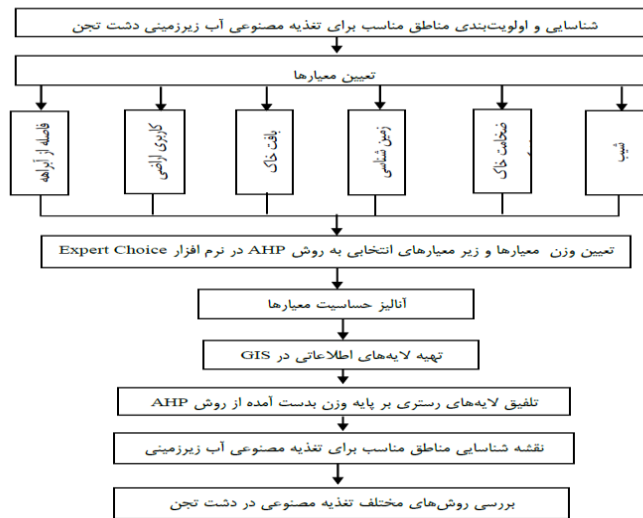 شناسایی و اولویت‌بندی مناطق مناسب برای تغذیه مصنوعی آب زیرزمینی دشت تجن
تعیین معیارها
شیب
ضخامت خاک
زمین شناسی
بافت خاک
کاربری اراضی
فاصله از آبراهه
تعیین وزن معیارها و زیر معیارهای انتخابی به روش AHP در نرم افزار Expert Choice
آنالیز حساسیت معیارها
تهیه لایه‌های اطلاعاتی در GIS
تلفیق لایه‌های رستری بر پایه وزن بدست آمده از روش AHP
نقشه شناسایی مناطق مناسب برای تغذیه مصنوعی آب زیرزمینی
بررسی روش‌های مختلف تغذیه مصنوعی در دشت تجن